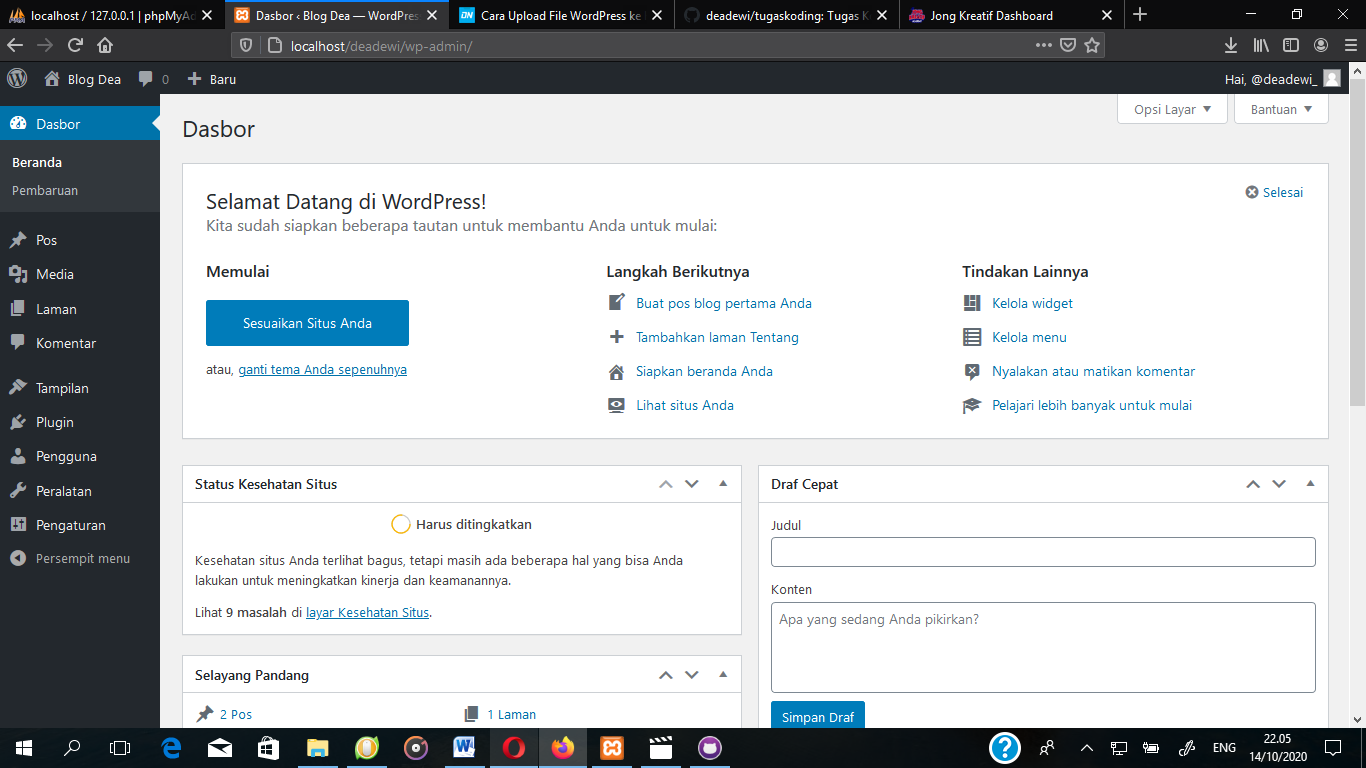 localhost / 127.0.0.1 | phpMyAd
Dasbor ‹ Blog Dea — WordPres
Cara Upload File WordPress ke
deadewi/tugaskoding: Tugas K
Jong Kreatif Dashboard
localhost/deadewi/wp-admin/
Blog Dea
0
Baru
Hai, @deadewi_
Dasbor
Beranda
Pembaruan
Pos
Media
Laman
Komentar
Tampilan
Plugin
Pengguna
Peralatan
Pengaturan
Persempit menu
Opsi Layar
Bantuan
Dasbor
Selamat Datang di WordPress!
Selesai
Kita sudah siapkan beberapa tautan untuk membantu Anda untuk mulai:
Memulai
Sesuaikan Situs Anda
atau, ganti tema Anda sepenuhnya
Langkah Berikutnya
Buat pos blog pertama Anda
Tambahkan laman Tentang
Siapkan beranda Anda
Lihat situs Anda
Tindakan Lainnya
Kelola widget
Kelola menu
Nyalakan atau matikan komentar
Pelajari lebih banyak untuk mulai
Status Kesehatan Situs
Harus ditingkatkan
Kesehatan situs Anda terlihat bagus, tetapi masih ada beberapa hal yang bisa Anda
lakukan untuk meningkatkan kinerja dan keamanannya.
Lihat 9 masalah di layar Kesehatan Situs.
Selayang Pandang
2 Pos
1 Laman
Draf Cepat
Judul
Konten
Apa yang sedang Anda pikirkan?
Simpan Draf
ENG
22.05
14/10/2020